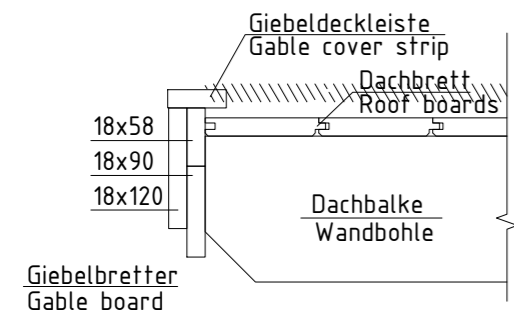 Giebeldeckleiste
Gable cover strip
Dachbrett
Roof boards
18x58
18x90
18x120
Dachbalke
Wandbohle
Giebelbretter
Gable board